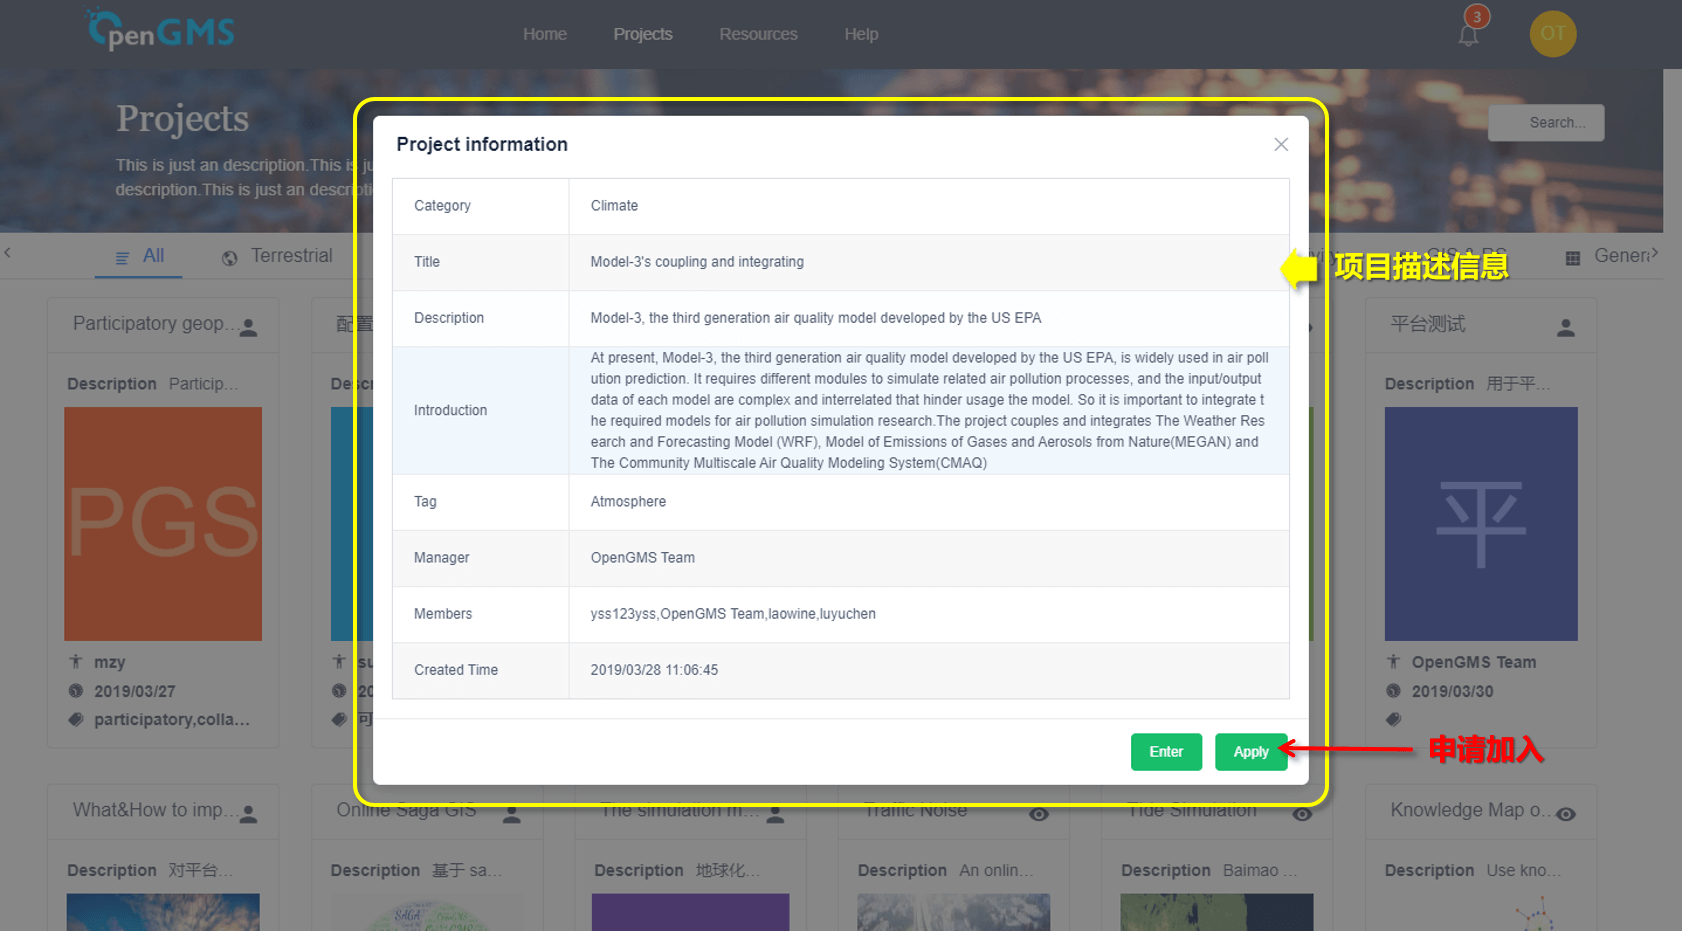 OpenGMS
Home
Projects
Resources
Help
3
OT
Projects
Search...
This is just an description.This is ju
description.This is just an descripti
Project information
Category
Climate
Title
Model-3's coupling and integrating
Description
Model-3, the third generation air quality model developed by the US EPA
Introduction
At present, Model-3, the third generation air quality model developed by the US EPA, is widely used in air poll
ution prediction. It requires different modules to simulate related air pollution processes, and the input/output
data of each model are complex and interrelated that hinder usage the model. So it is important to integrate t
he required models for air pollution simulation research.The project couples and integrates The Weather Res
earch and Forecasting Model (WRF), Model of Emissions of Gases and Aerosols from Nature(MEGAN) and
The Community Multiscale Air Quality Modeling System(CMAQ)
Tag
Atmosphere
Manager
OpenGMS Team
Members
yss123yss,OpenGMS Team,laowine,luyuchen
Created Time
2019/03/28 11:06:45
Enter
Apply
项目描述信息
申请加入
All
Terrestrial
GIS & RS
Genera
Participatory geop...
Description Particip...
PGS
mzy
2019/03/27
participatory,colla...
配置
Desc
su
20
可
平台测试
Description 用于平...
平
OpenGMS Team
2019/03/30
What&How to imp...
Description 对平台...
Online Saga GIS
Description 基于 sa...
SAGA
The simulation m...
Description 地球化...
Traffic Noise
Description An onlin...
Tide Simulation
Description Baimao ...
Knowledge Map o...
Description Use kno...